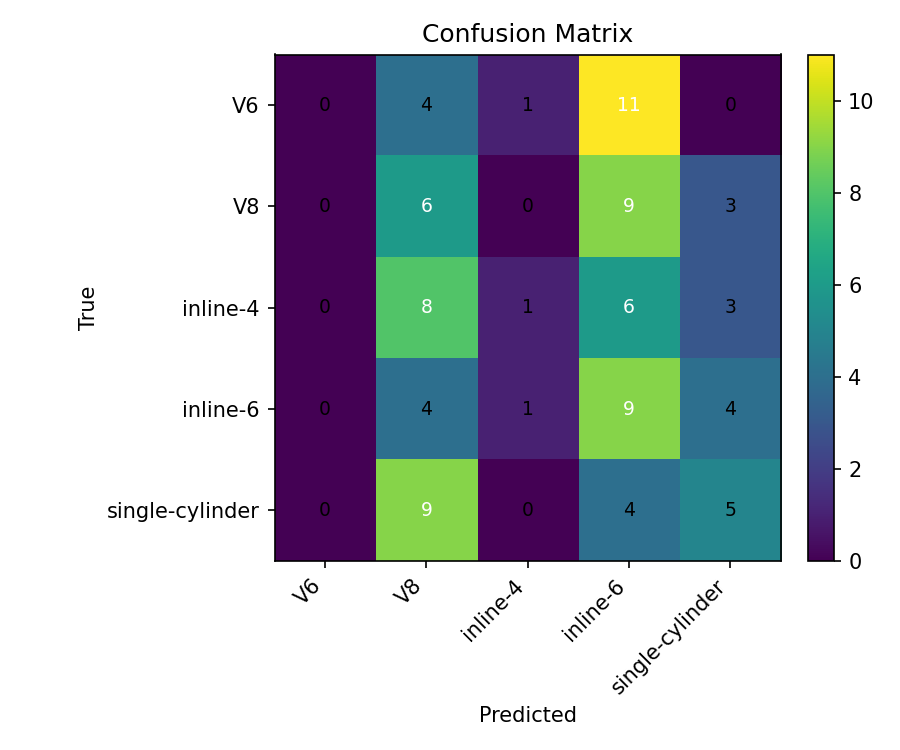 Confusion Matrix
True
V6 0 4 1 11 0
V8 0 6 0 9 3
inline-4 0 8 1 6 3
inline-6 0 4 1 9 4
single-cylinder 0 9 0 4 5
V6 V8 inline-4 inline-6 single-cylinder
Predicted
10
8
6
4
2
0